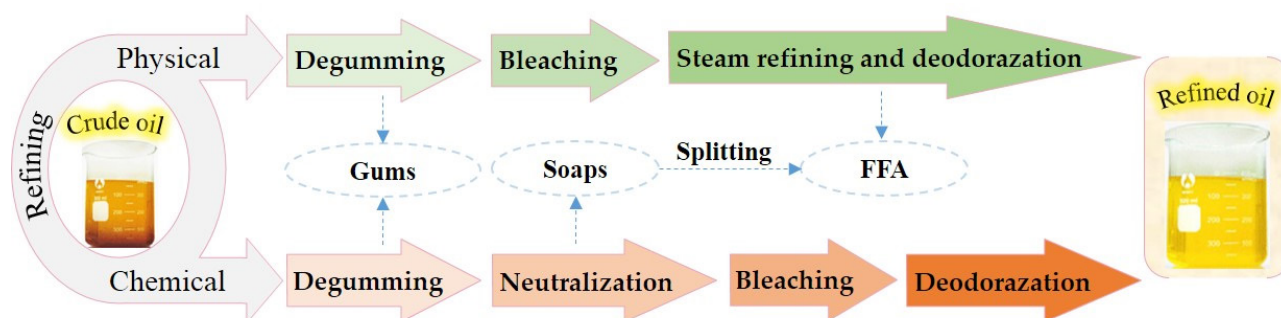 Refining
Physical
Degumming
Bleaching
Steam refining and deodorazation
Crude oil
Refined oil
Gums
Soaps
Splitting
FFA
Chemical
Degumming
Neutralization
Bleaching
Deodorazation